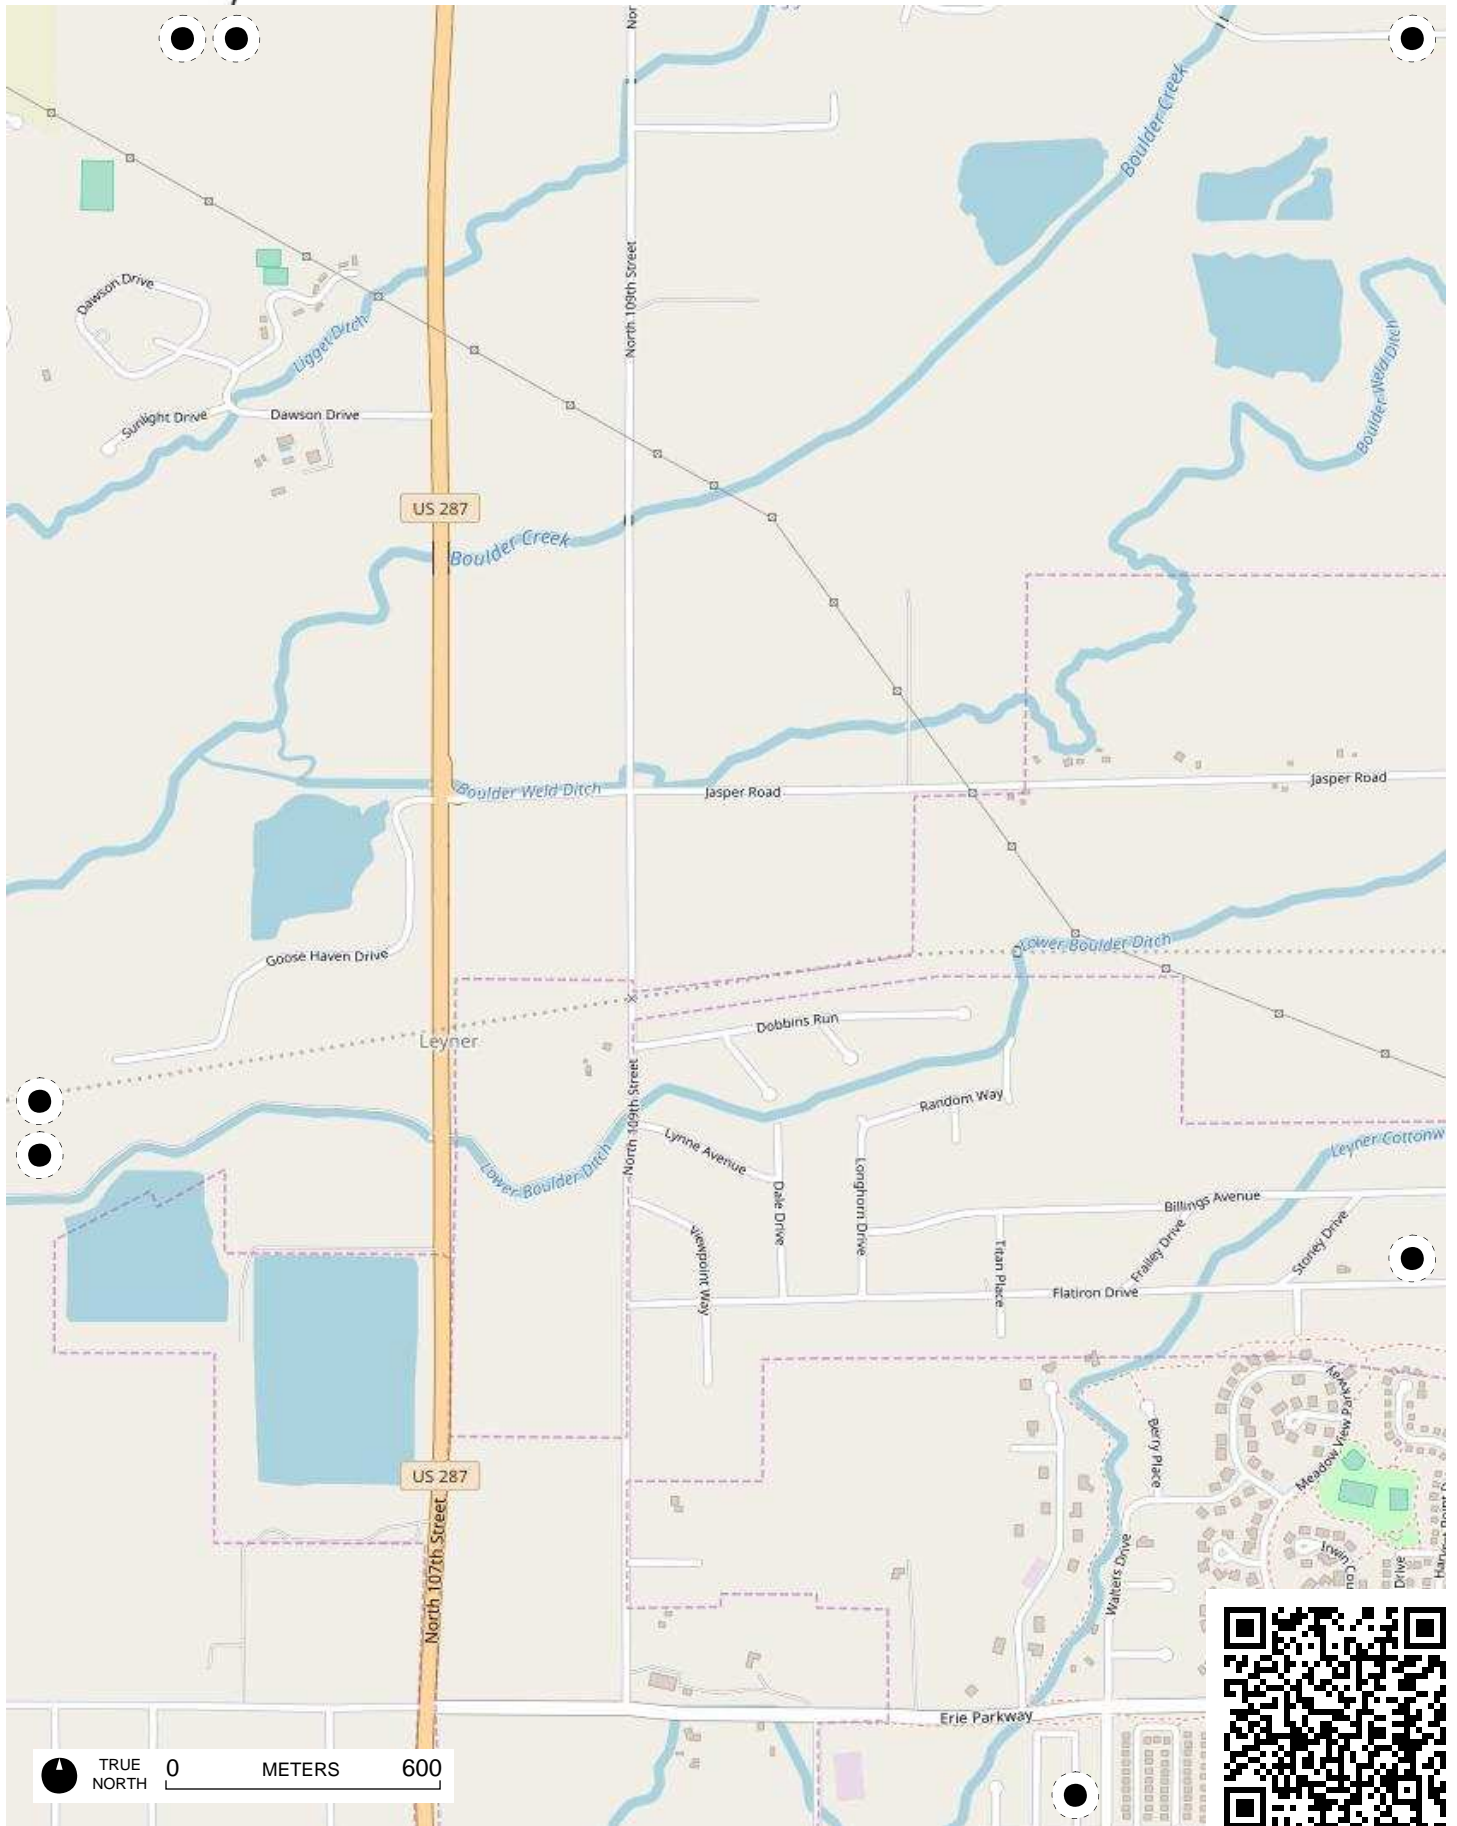 Nor
Boulder Creek
North 109th Street
Dawson Drive
Ligget Ditch
Boulder Weld Ditch
Sunlight Drive
Dawson Drive
US 287
Boulder Creek
Boulder Weld Ditch
Jasper Road
Jasper Road
Goose Haven Drive
Lower Boulder Ditch
Dobbins Run
Leyner
North 109th Street
Random Way
Lynne Avenue
Leyner Cottonw
Lower Boulder Ditch
Longhorn Drive
Dale Drive
Billings Avenue
Viewpoint Way
Titan Place
Frailey Drive
Stoney Drive
Flatiron Drive
Meadow View Parkway
Berry Place
US 287
North 107th Street
Walters Drive
Irwin Cou
Drive
Erie Parkway
TRUE
NORTH
0 METERS 600